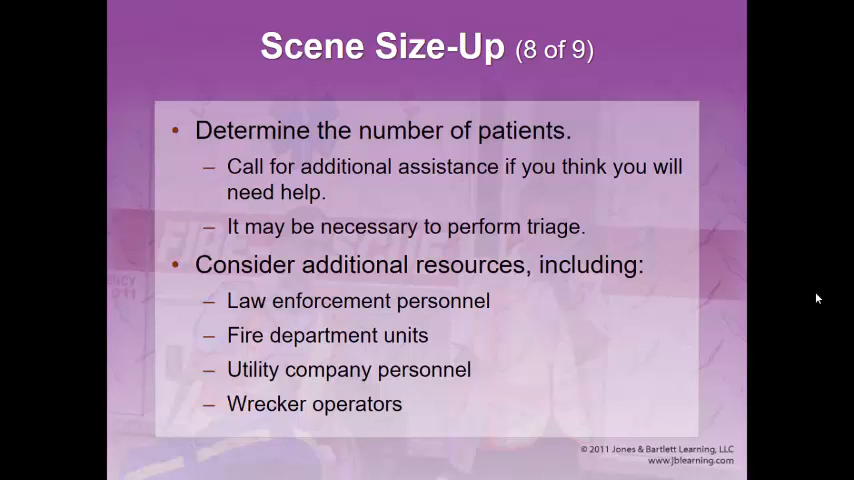 Scene Size-Up (8 of 9)
• Determine the number of patients.
– Call for additional assistance if you think you will
need help.
– It may be necessary to perform triage.
• Consider additional resources, including:
– Law enforcement personnel
– Fire department units
– Utility company personnel
– Wrecker operators
© 2011 Jones & Bartlett Learning, LLC
www.jblearning.com